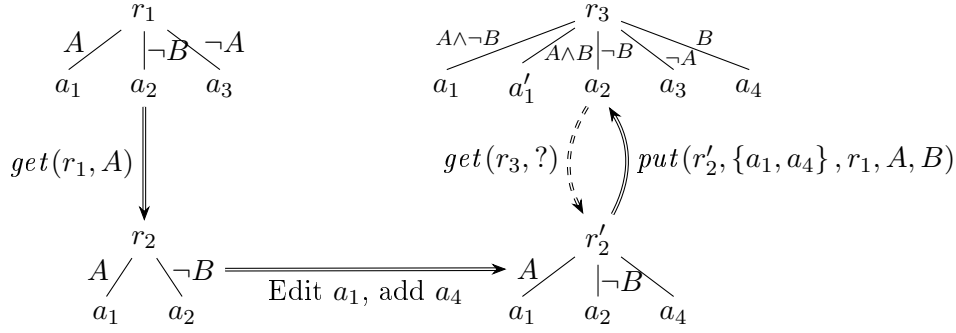 r₁
A ¬B ¬A
a₁ a₂ a₃
r₃
A∧¬B A∧B ¬B ¬A B
a₁ a₁′ a₂ a₃ a₄
get(r₁, A)
get(r₃, ?)
put(r₂′, {a₁, a₄}, r₁, A, B)
r₂
A ¬B
a₁ a₂
Edit a₁, add a₄
r₂′
A ¬B
a₁ a₂ a₄